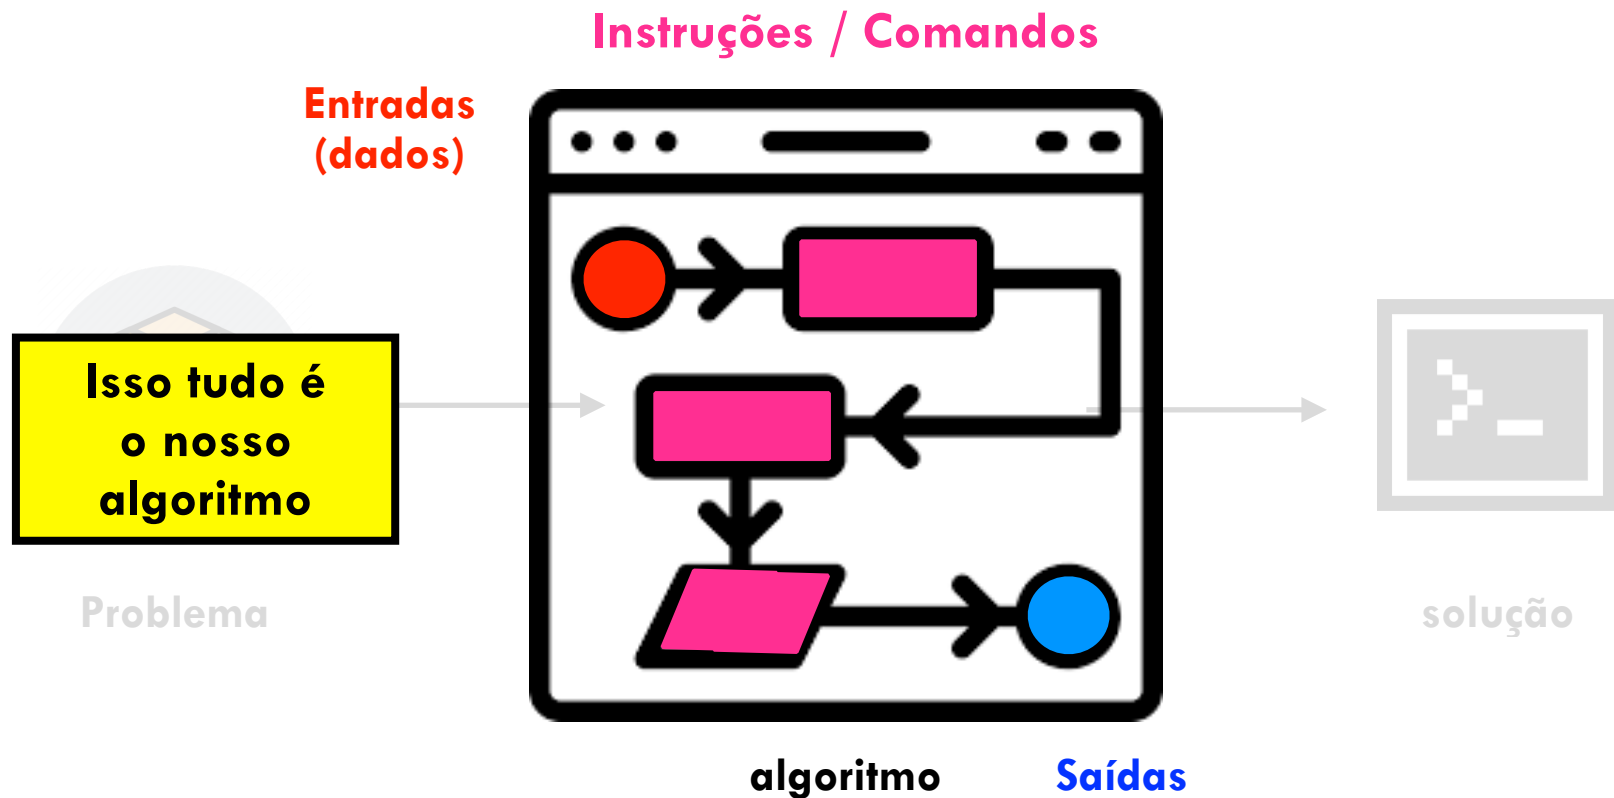 Instruções / Comandos
Entradas
(dados)
Isso tudo é
o nosso
algoritmo
Problema
solução
algoritmo
Saídas